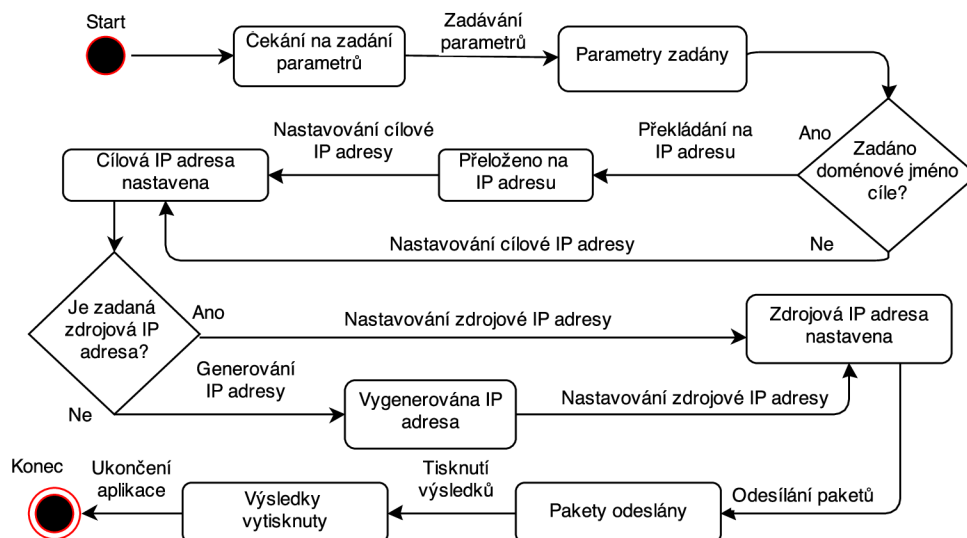 Start
Čekání na zadání
parametrů
Zadávání
parametrů
Parametry zadány
Ano
Zadáno
doménové jméno
cíle?
Překládání na
IP adresu
Přeloženo na
IP adresu
Nastavování cílové
IP adresy
Cílová IP adresa
nastavena
Ne
Nastavování cílové IP adresy
Je zadaná
zdrojová IP
adresa?
Ano
Nastavování zdrojové IP adresy
Zdrojová IP adresa
nastavena
Ne
Generování
IP adresy
Vygenerována IP
adresa
Nastavování zdrojové IP adresy
Odesílání paketů
Pakety odeslány
Tisknutí
výsledků
Výsledky
vytisknuty
Ukončení
aplikace
Konec